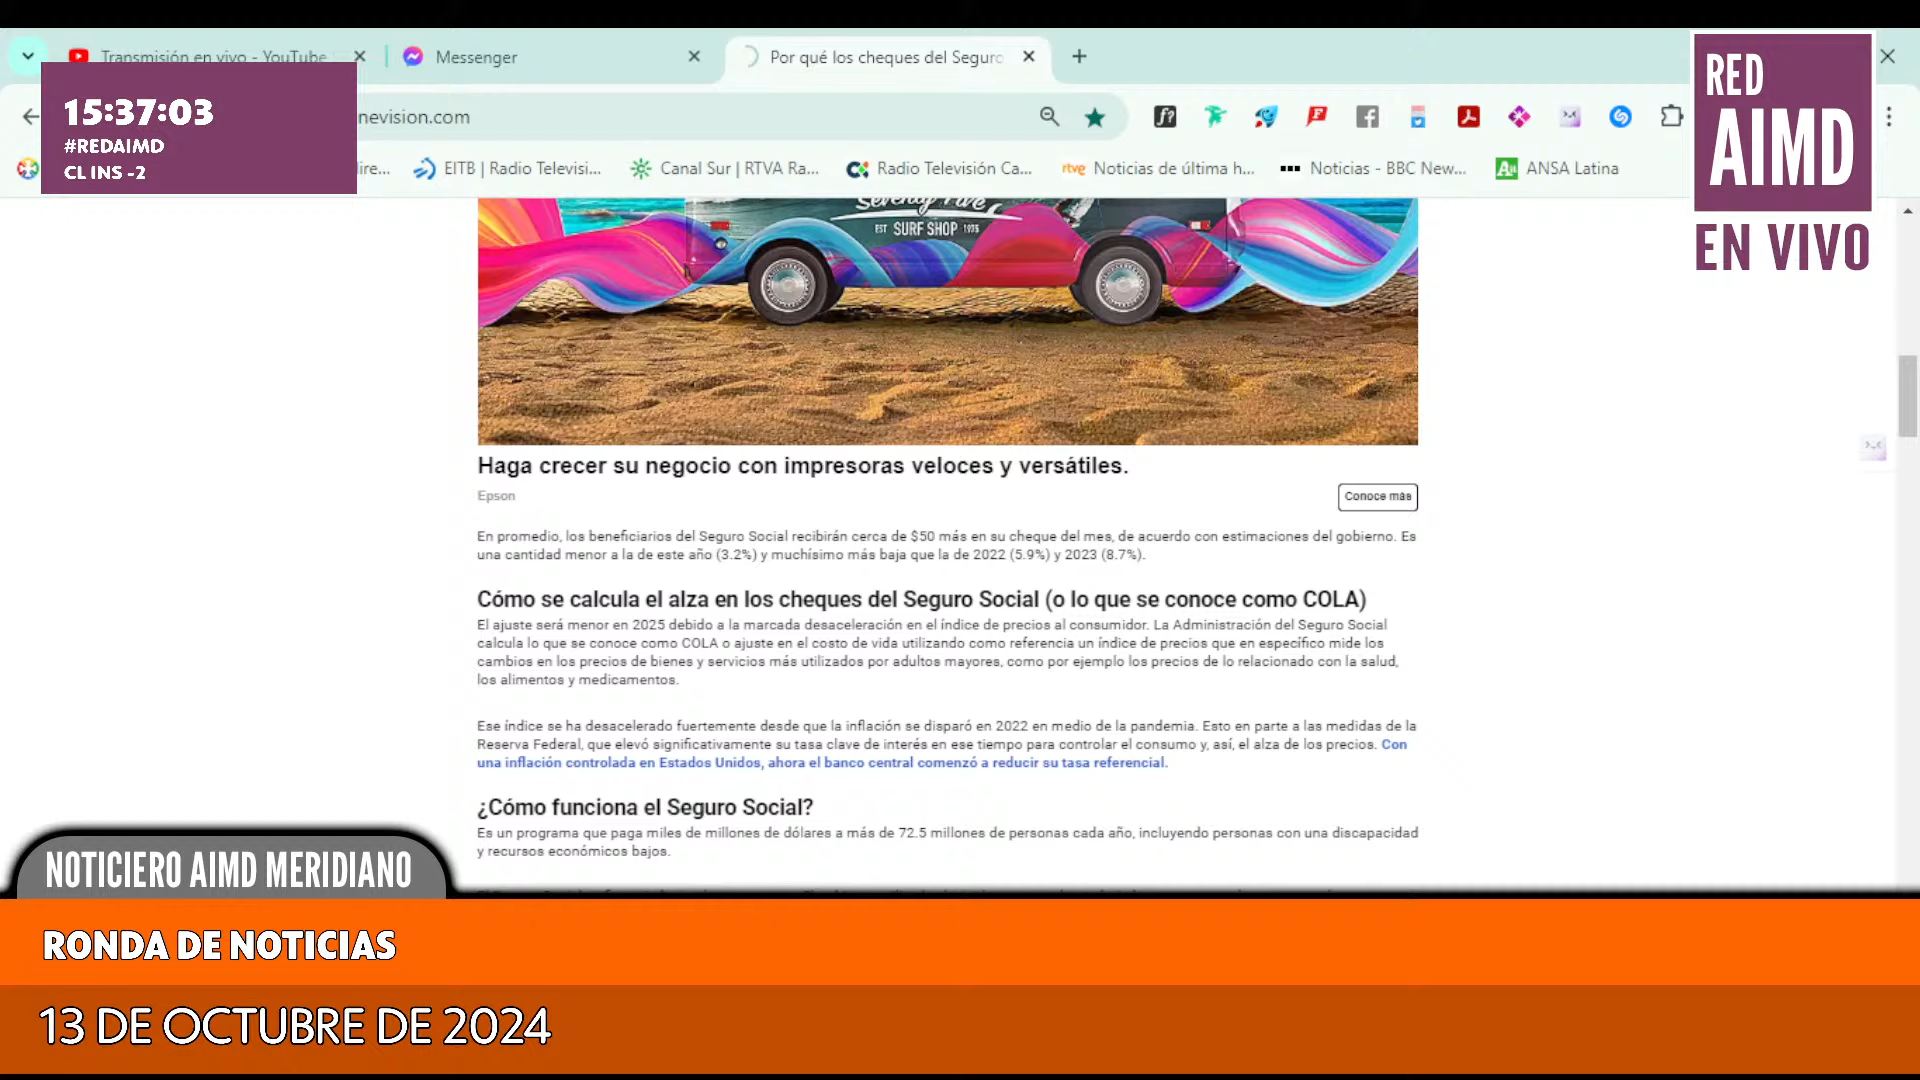 Transmisión en vivo - YouTube
Messenger
Por qué los cheques del Seguro
15:37:03
#REDAIMD
CL INS -2
nevision.com
RED
AIMD
EN VIVO
ire...
EITB | Radio Televisi...
Canal Sur | RTVA Ra...
Radio Televisión Ca...
rtve Noticias de última h...
Noticias - BBC New...
ANSA Latina
Seventy Five
EST SURF SHOP 1975
Haga crecer su negocio con impresoras veloces y versátiles.
Epson
Conoce más
En promedio, los beneficiarios del Seguro Social recibirán cerca de $50 más en su cheque del mes, de acuerdo con estimaciones del gobierno. Es
una cantidad menor a la de este año (3.2%) y muchísimo más baja que la de 2022 (5.9%) y 2023 (8.7%).
Cómo se calcula el alza en los cheques del Seguro Social (o lo que se conoce como COLA)
El ajuste será menor en 2025 debido a la marcada desaceleración en el índice de precios al consumidor. La Administración del Seguro Social
calcula lo que se conoce como COLA o ajuste en el costo de vida utilizando como referencia un índice de precios que en específico mide los
cambios en los precios de bienes y servicios más utilizados por adultos mayores, como por ejemplo los precios de lo relacionado con la salud,
los alimentos y medicamentos.
Ese índice se ha desacelerado fuertemente desde que la inflación se disparó en 2022 en medio de la pandemia. Esto en parte a las medidas de la
Reserva Federal, que elevó significativamente su tasa clave de interés en ese tiempo para controlar el consumo y, así, el alza de los precios. Con
una inflación controlada en Estados Unidos, ahora el banco central comenzó a reducir su tasa referencial.
¿Cómo funciona el Seguro Social?
Es un programa que paga miles de millones de dólares a más de 72.5 millones de personas cada año, incluyendo personas con una discapacidad
y recursos económicos bajos.
NOTICIERO AIMD MERIDIANO
RONDA DE NOTICIAS
13 DE OCTUBRE DE 2024